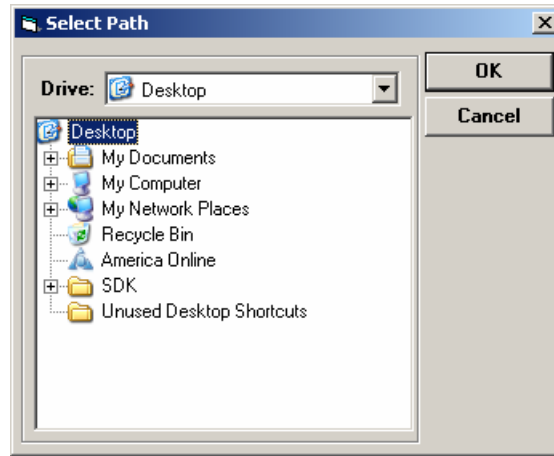 Select Path
Drive: Desktop
OK
Cancel
Desktop
My Documents
My Computer
My Network Places
Recycle Bin
America Online
SDK
Unused Desktop Shortcuts